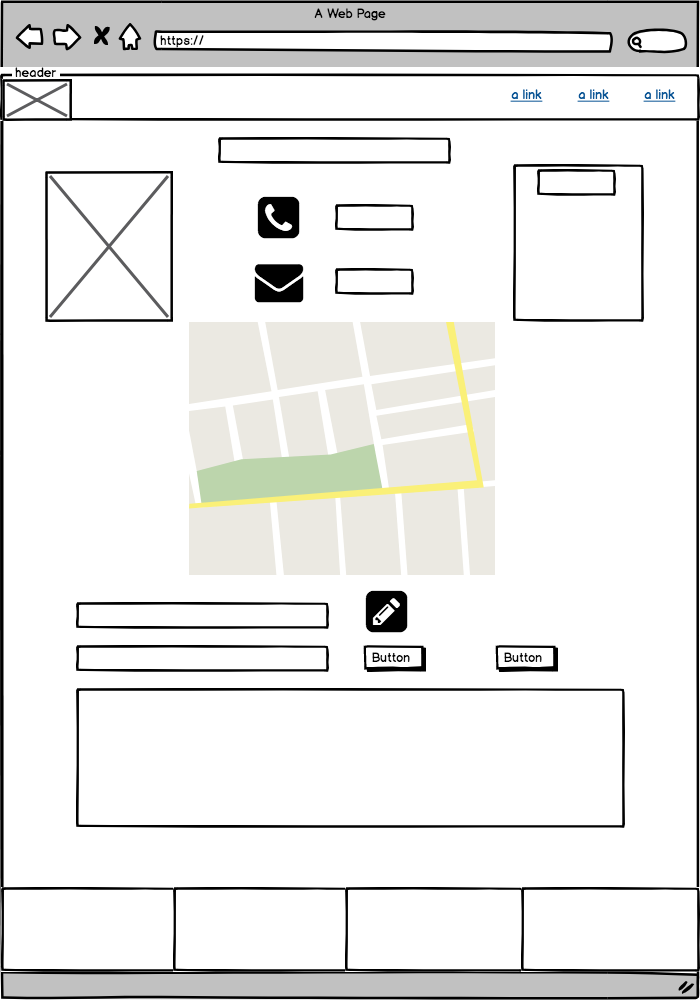 A Web Page
https://
header
a link
a link
a link
Button
Button